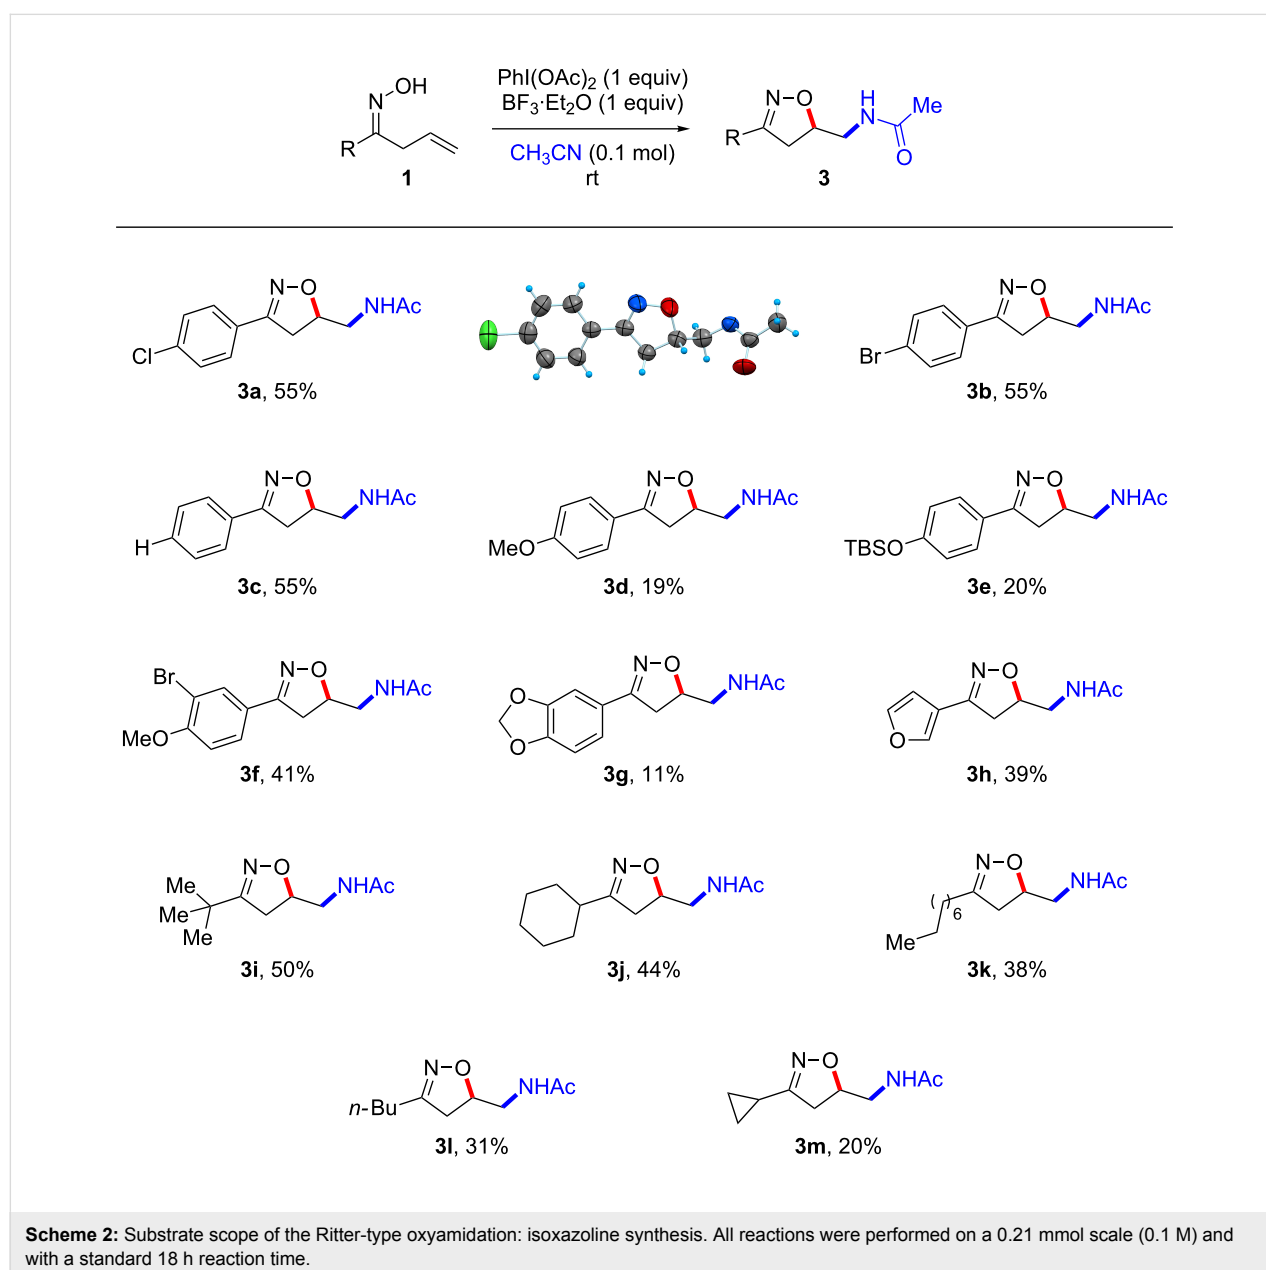 N
OH
R
1
PhI(OAc)2 (1 equiv)
BF3·Et2O (1 equiv)
CH3CN (0.1 mol)
rt
N–O
R
H
N
Me
O
3
N–O
NHAc
Cl
3a, 55%
N–O
NHAc
Br
3b, 55%
N–O
NHAc
H
3c, 55%
N–O
NHAc
MeO
3d, 19%
N–O
NHAc
TBSO
3e, 20%
Br
N–O
NHAc
MeO
3f, 41%
N–O
NHAc
O
O
3g, 11%
N–O
NHAc
O
3h, 39%
N–O
NHAc
Me
Me
Me
3i, 50%
N–O
NHAc
3j, 44%
N–O
NHAc
( )6
Me
3k, 38%
N–O
NHAc
n-Bu
3l, 31%
N–O
NHAc
3m, 20%
Scheme 2: Substrate scope of the Ritter-type oxyamidation: isoxazoline synthesis. All reactions were performed on a 0.21 mmol scale (0.1 M) and
with a standard 18 h reaction time.